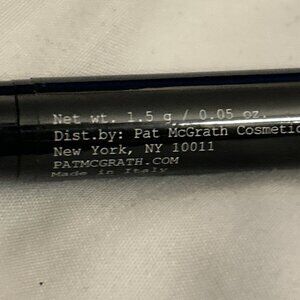 Net wt. 1.5 g / 0.05 oz.
Dist.by: Pat McGrath Cosmetic
New York, NY 10011
PATMCGRATH.COM
Made in Italy